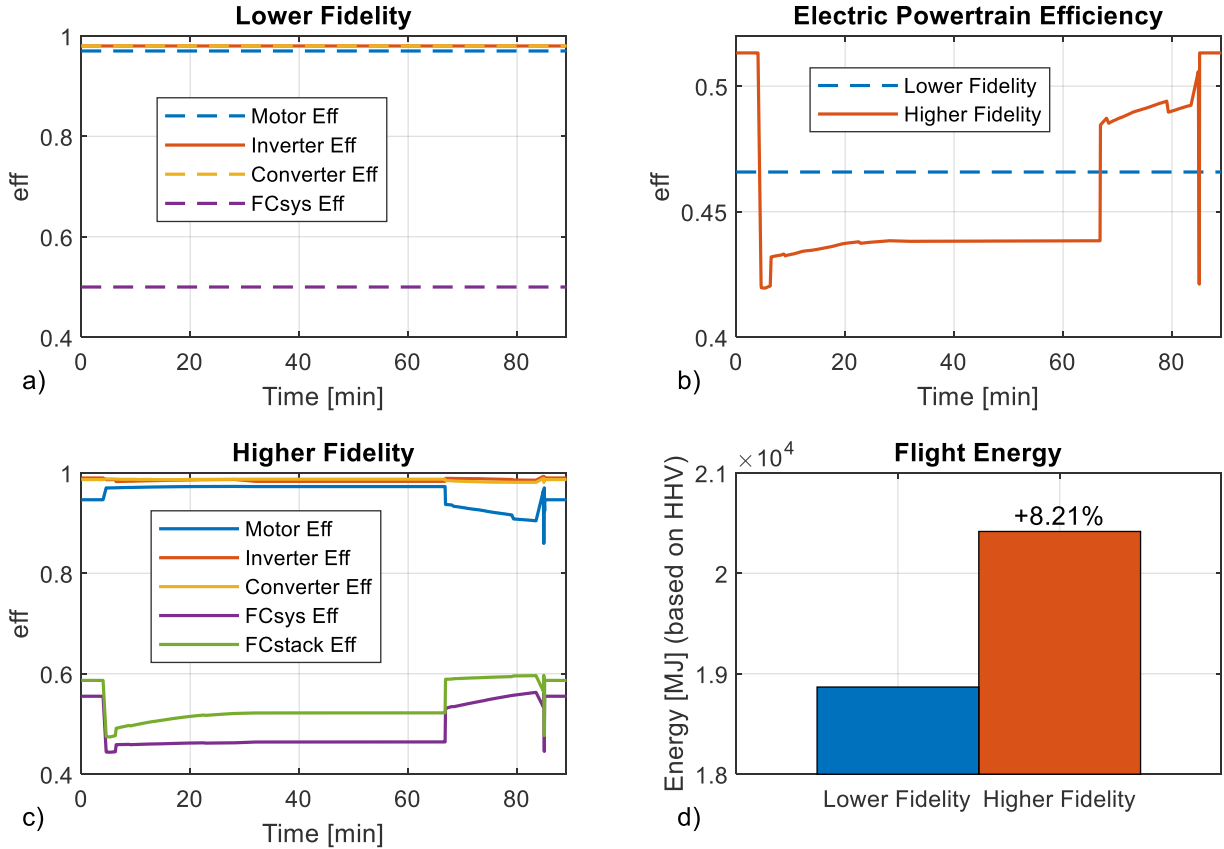 Lower Fidelity
1
0.8
0.6
0.4
eff
Motor Eff
Inverter Eff
Converter Eff
FCsys Eff
0 20 40 60 80
Time [min]
a)
Electric Powertrain Efficiency
0.5
0.45
0.4
eff
Lower Fidelity
Higher Fidelity
0 20 40 60 80
Time [min]
b)
Higher Fidelity
1
0.8
0.6
0.4
eff
Motor Eff
Inverter Eff
Converter Eff
FCsys Eff
FCstack Eff
0 20 40 60 80
Time [min]
c)
Flight Energy
×10⁴
2.1
2
1.9
1.8
Energy [MJ] (based on HHV)
+8.21%
Lower Fidelity Higher Fidelity
d)